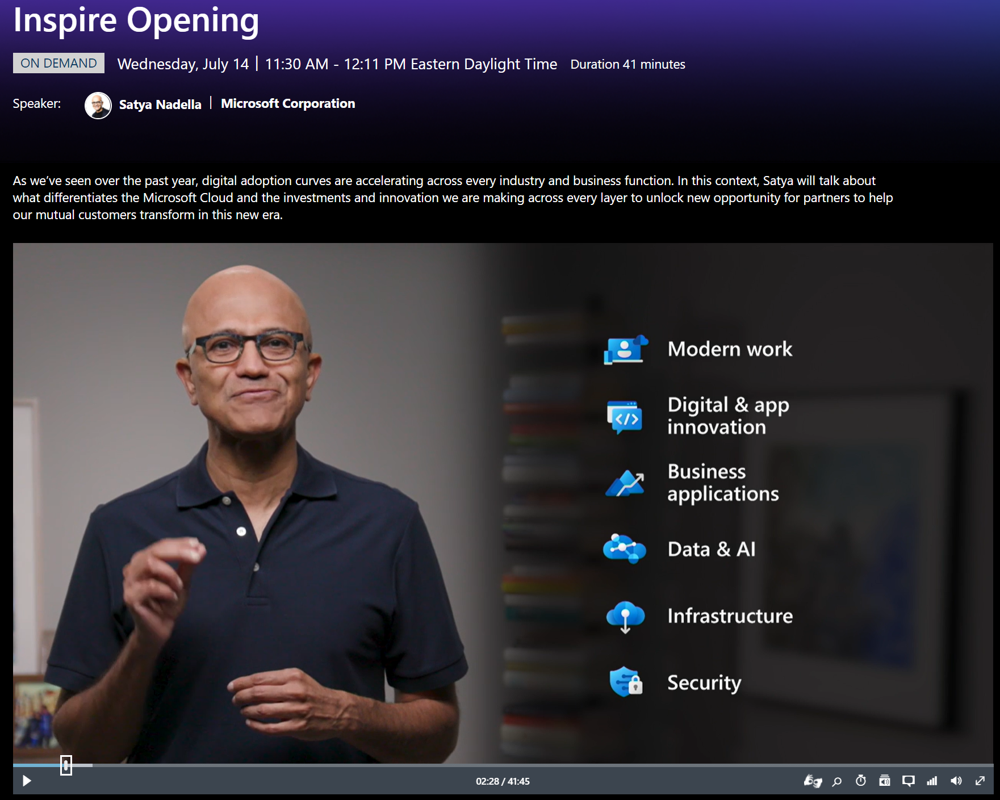 Inspire Opening
ON DEMAND Wednesday, July 14 | 11:30 AM - 12:11 PM Eastern Daylight Time Duration 41 minutes
Speaker: Satya Nadella | Microsoft Corporation
As we’ve seen over the past year, digital adoption curves are accelerating across every industry and business function. In this context, Satya will talk about
what differentiates the Microsoft Cloud and the investments and innovation we are making across every layer to unlock new opportunity for partners to help
our mutual customers transform in this new era.
Modern work
Digital & app
innovation
Business
applications
Data & AI
Infrastructure
Security
02:28 / 41:45